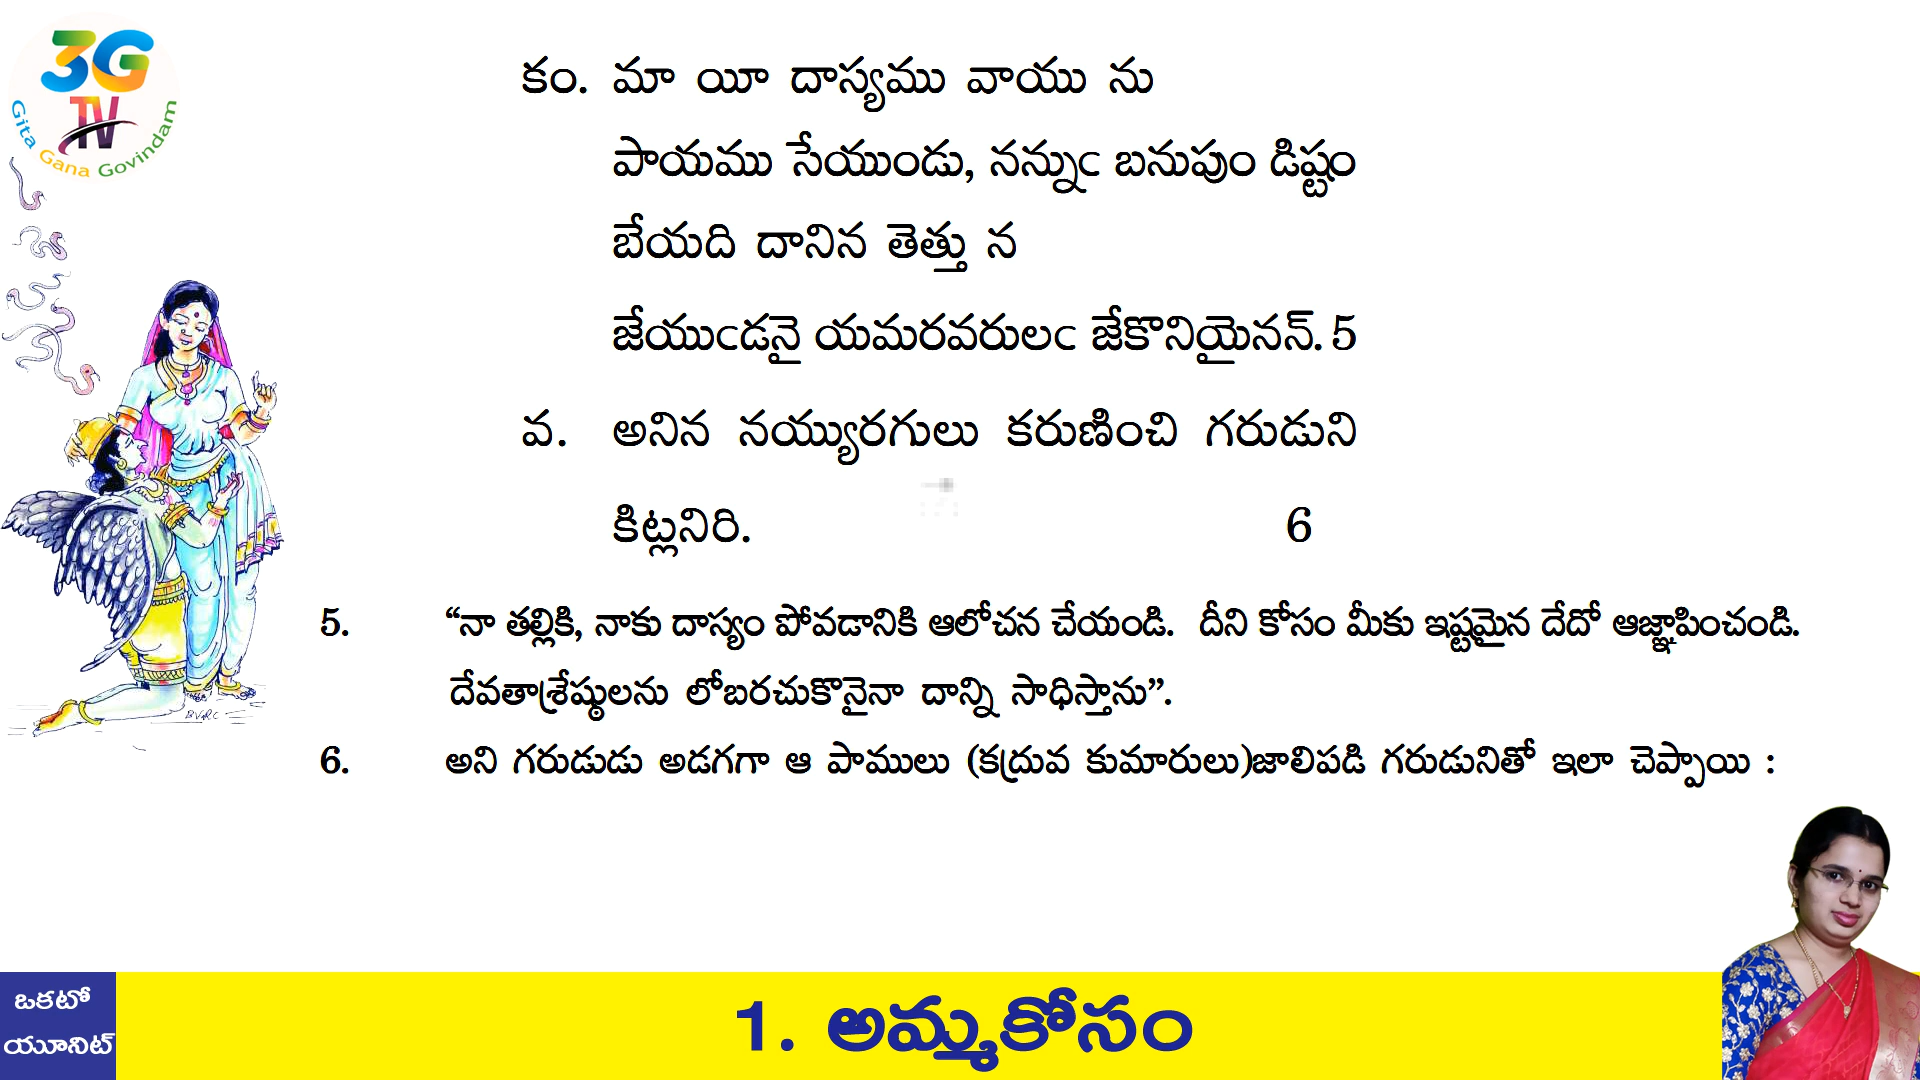 3G
TV
Gita Gana Govindam
కం. మా యీ దాస్యము వాయు ను
పాయము సేయుండు, నన్నుఁ బనుపుం డిష్టం
బేయది దానిన తెత్తు న
జేయుఁడనై యమరవరులఁ జేకొనియైనన్. 5
వ. అనిన నయ్యురగులు కరుణించి గరుడుని
కిట్లనిరి. 6
5. “నా తల్లికి, నాకు దాస్యం పోవడానికి ఆలోచన చేయండి. దీని కోసం మీకు ఇష్టమైన దేదో ఆజ్ఞాపించండి.
దేవతాశ్రేష్ఠులను లోబరచుకొనైనా దాన్ని సాధిస్తాను”.
6. అని గరుడుడు అడగగా ఆ పాములు (కద్రువ కుమారులు)జాలిపడి గరుడునితో ఇలా చెప్పాయి :
ఒకటో
యూనిట్
1. అమ్మకోసం